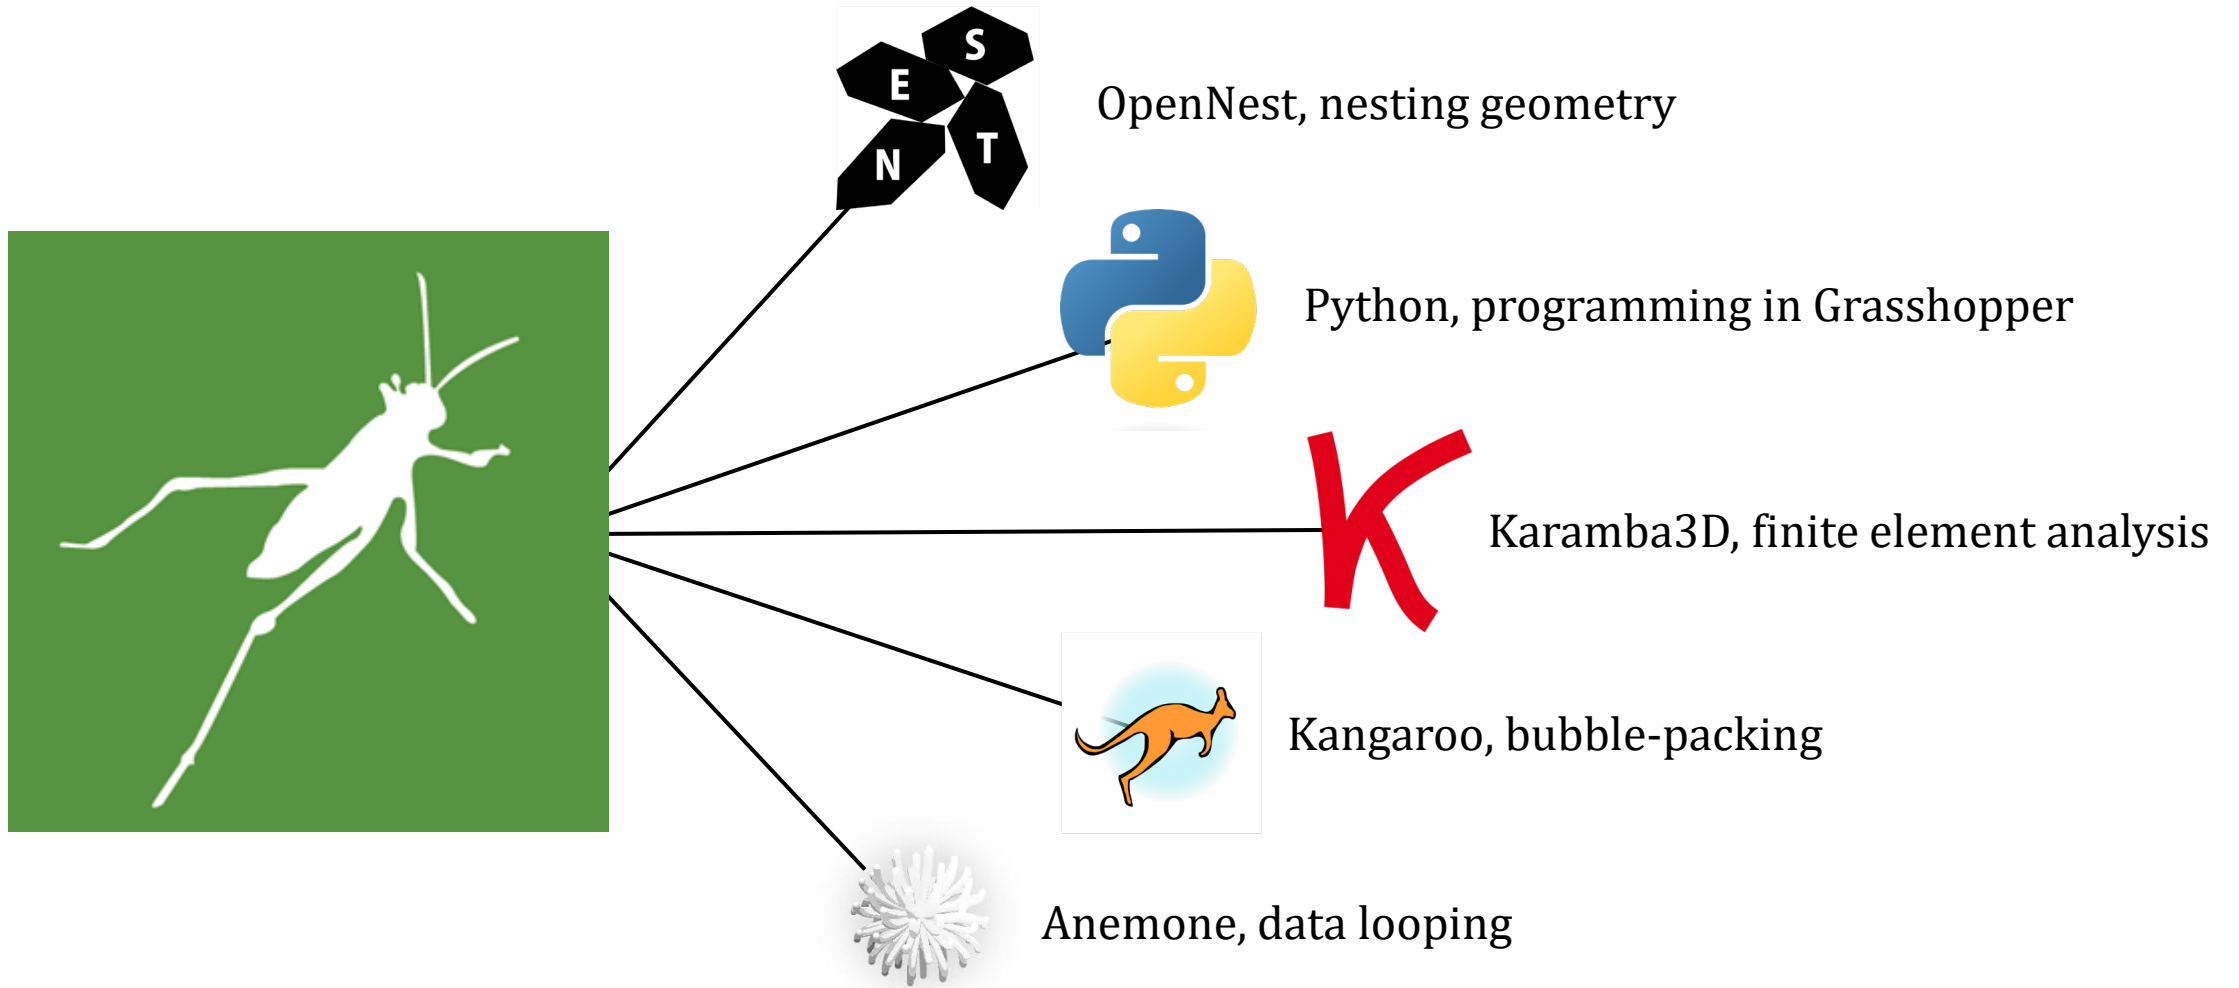 S
E
N
T
OpenNest, nesting geometry
Python, programming in Grasshopper
Karamba3D, finite element analysis
Kangaroo, bubble-packing
Anemone, data looping